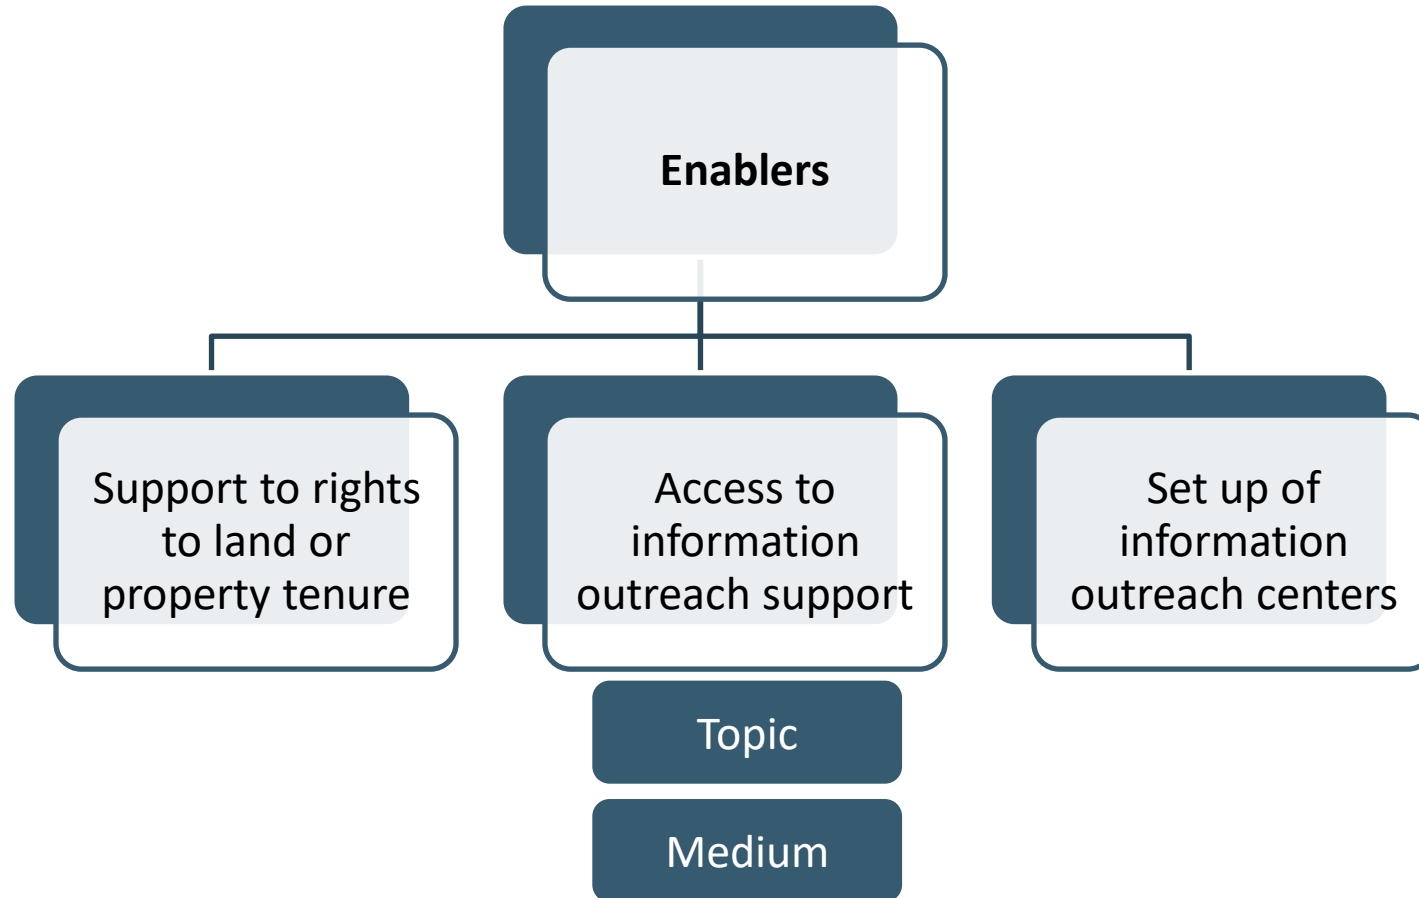 Enablers
Support to rights
to land or
property tenure
Access to
information
outreach support
Set up of
information
outreach centers
Topic
Medium